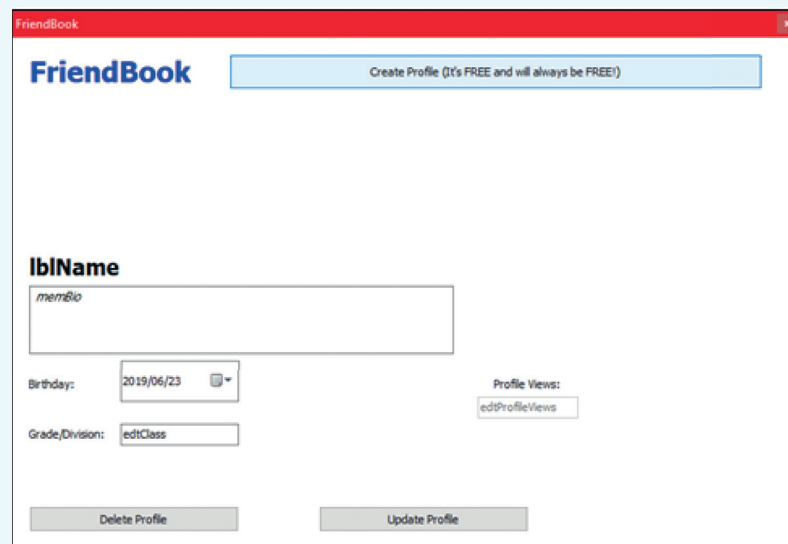 FriendBook
FriendBook
Create Profile (It's FREE and will always be FREE!)
lblName
memBio
Birthday:
2019/06/23
Profile Views:
edtProfileViews
Grade/Division:
edtClass
Delete Profile
Update Profile